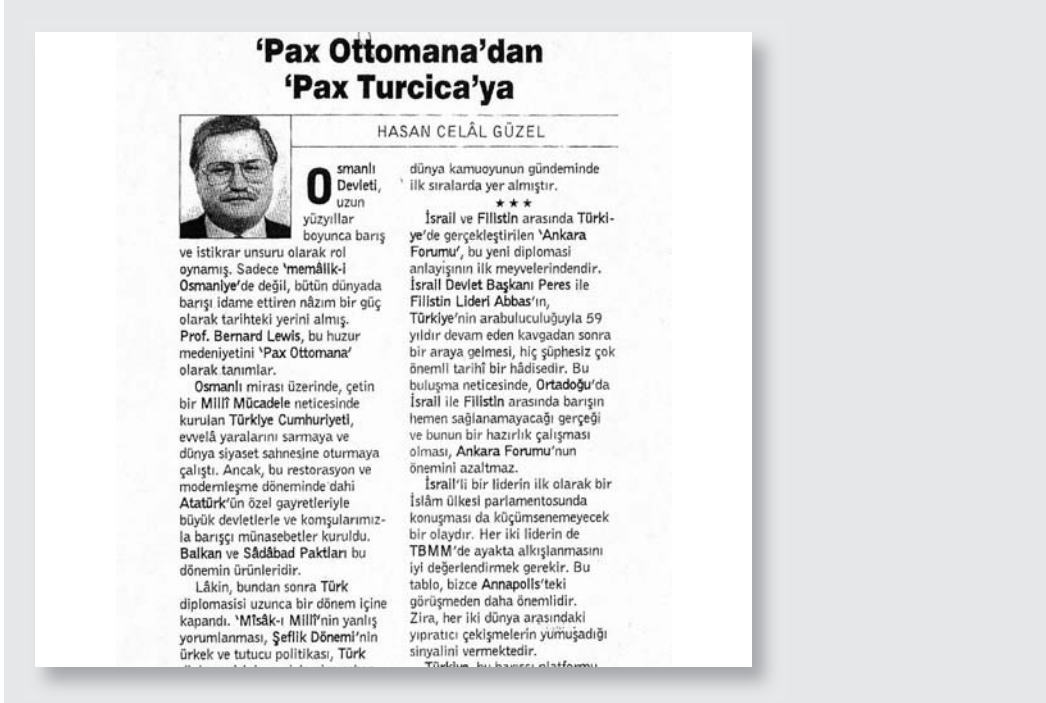 ‘Pax Ottomana’dan
‘Pax Turcica’ya
HASAN CELÂL GÜZEL
Osmanlı
Devleti,
uzun
yüzyıllar
boyunca barış
ve istikrar unsuru olarak rol
oynamış. Sadece ‘memâlik-i
Osmaniye’de değil, bütün dünyada
barışı idame ettiren nâzım bir güç
olarak tarihteki yerini almış.
Prof. Bernard Lewis, bu huzur
medeniyetini ‘Pax Ottomana’
olarak tanımlar.
Osmanlı mirası üzerinde, çetin
bir Millî Mücadele neticesinde
kurulan Türkiye Cumhuriyeti,
evvelâ yaralarını sarmaya ve
dünya siyaset sahnesine oturmaya
çalıştı. Ancak, bu restorasyon ve
modernleşme döneminde dahi
Atatürk’ün özel gayretleriyle
büyük devletlerle ve komşularımız-
la barışçı münasebetler kuruldu.
Balkan ve Sâdâbad Paktları bu
dönemin ürünleridir.
Lâkin, bundan sonra Türk
diplomasisi uzunca bir dönem içine
kapandı. ‘Mîsâk-ı Millî’nin yanlış
yorumlanması, Şeflik Dönemi’nin
ürkek ve tutucu politikası, Türk
dünya kamuoyunun gündeminde
ilk sıralarda yer almıştır.
★★★
İsrail ve Filistin arasında Türki-
ye’de gerçekleştirilen ‘Ankara
Forumu’, bu yeni diplomasi
anlayışının ilk meyvelerindendir.
İsrail Devlet Başkanı Peres ile
Filistin Lideri Abbas’ın,
Türkiye’nin arabuluculuğuyla 59
yıldır devam eden kavgadan sonra
bir araya gelmesi, hiç şüphesiz çok
önemli tarihî bir hâdisedir. Bu
buluşma neticesinde, Ortadoğu’da
İsrail ile Filistin arasında barışın
hemen sağlanamayacağı gerçeği
ve bunun bir hazırlık çalışması
olması, Ankara Forumu’nun
önemini azaltmaz.
İsrail’li bir liderin ilk olarak bir
İslâm ülkesi parlamentosunda
konuşması da küçümsenemeyecek
bir olaydır. Her iki liderin de
TBMM’de ayakta alkışlanmasını
iyi değerlendirmek gerekir. Bu
tablo, bizce Annapolis’teki
görüşmeden daha önemlidir.
Zira, her iki dünya arasındaki
yıpratıcı çekişmelerin yumuşadığı
sinyalini vermektedir.
Türkiye, bu barışçı platformu